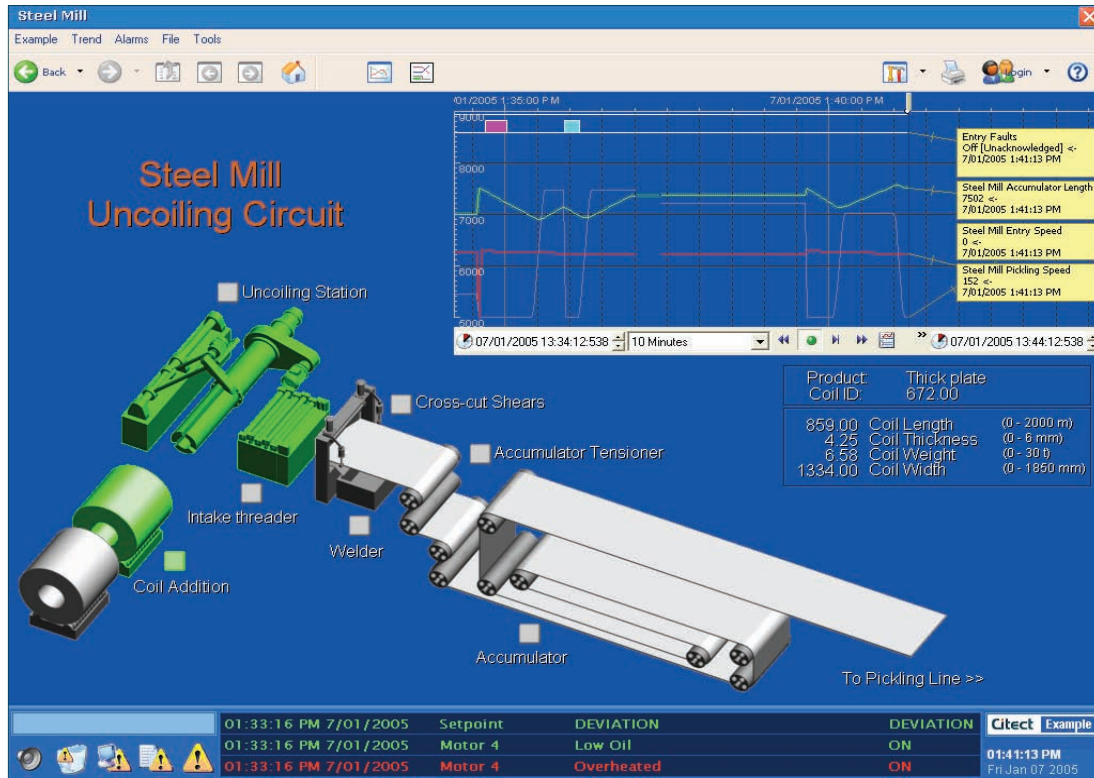 Steel Mill
Example Trend Alarms File Tools
Back
Login
/01/2005 1:35:00 PM 7/01/2005 1:40:00 PM
9000
8000
7000
6000
5000
Entry Faults
Off [Unacknowledged] <-
7/01/2005 1:41:13 PM
Steel Mill Accumulator Length
7502 <-
7/01/2005 1:41:13 PM
Steel Mill Entry Speed
0 <-
7/01/2005 1:41:13 PM
Steel Mill Pickling Speed
152 <-
7/01/2005 1:41:13 PM
07/01/2005 13:34:12:538 10 Minutes 07/01/2005 13:44:12:538
Steel Mill
Uncoiling Circuit
Product: Thick plate
Coil ID: 672.00
859.00 Coil Length (0 - 2000 m)
4.25 Coil Thickness (0 - 6 mm)
6.58 Coil Weight (0 - 30 t)
1334.00 Coil Width (0 - 1850 mm)
Uncoiling Station
Cross-cut Shears
Accumulator Tensioner
Intake threader
Welder
Coil Addition
Accumulator
To Pickling Line >>
01:33:16 PM 7/01/2005 Setpoint DEVIATION DEVIATION
01:33:16 PM 7/01/2005 Motor 4 Low Oil ON
01:33:16 PM 7/01/2005 Motor 4 Overheated ON
Citect Example
01:41:13 PM
Fri Jan 07 2005